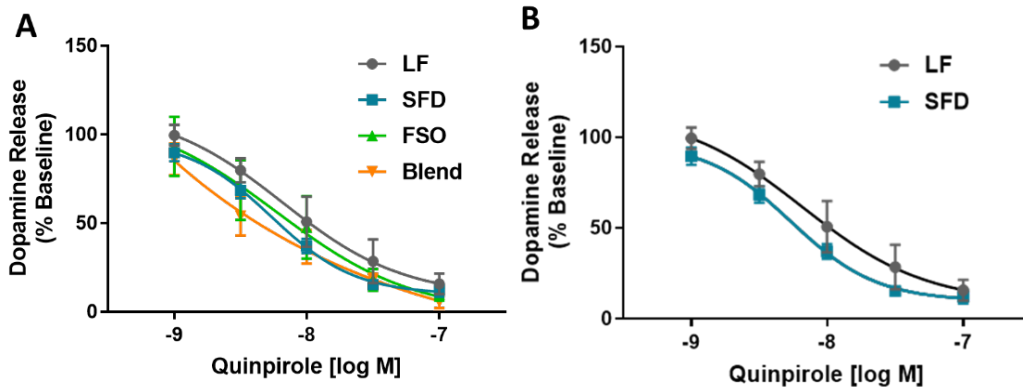 A
150
100
50
0
Dopamine Release
(% Baseline)
LF
SFD
FSO
Blend
-9
-8
-7
Quinpirole [log M]
B
150
100
50
0
Dopamine Release
(% Baseline)
LF
SFD
-9
-8
-7
Quinpirole [log M]